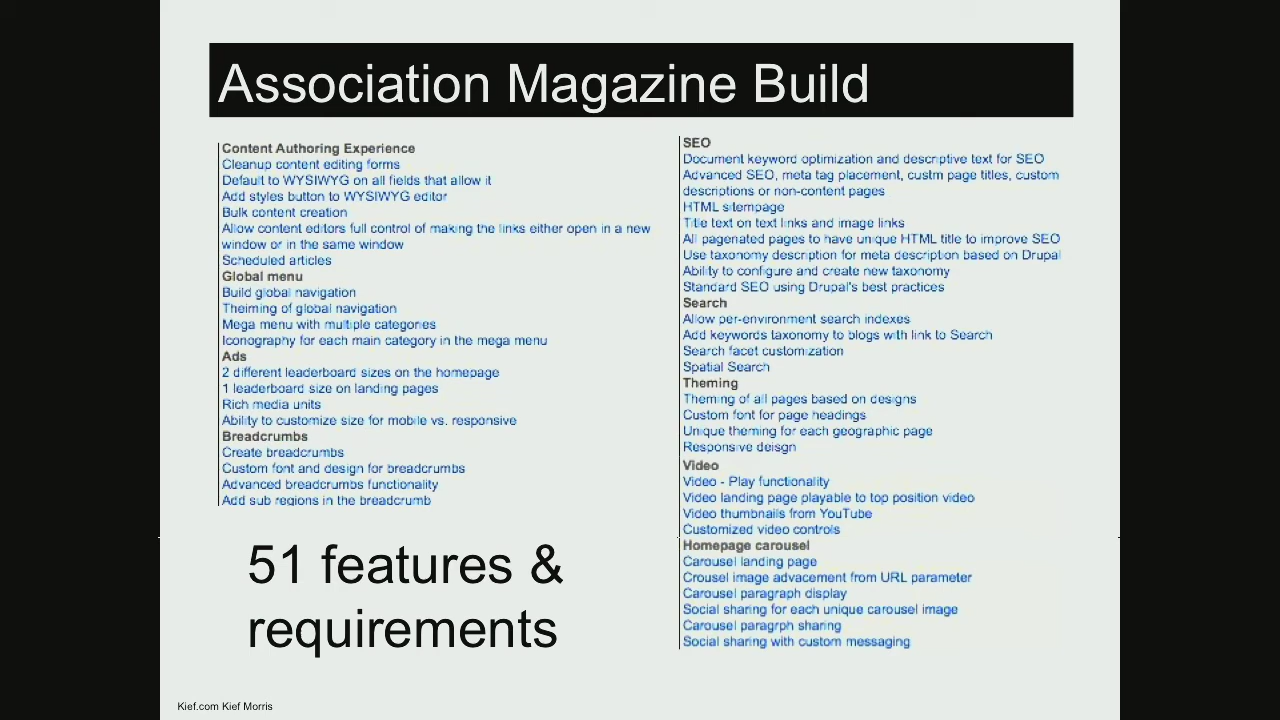 Association Magazine Build
Content Authoring Experience
Cleanup content editing forms
Default to WYSIWYG on all fields that allow it
Add styles button to WYSIWYG editor
Bulk content creation
Allow content editors full control of making the links either open in a new
window or in the same window
Scheduled articles
Global menu
Build global navigation
Theiming of global navigation
Mega menu with multiple categories
Iconography for each main category in the mega menu
Ads
2 different leaderboard sizes on the homepage
1 leaderboard size on landing pages
Rich media units
Ability to customize size for mobile vs. responsive
Breadcrumbs
Create breadcrumbs
Custom font and design for breadcrumbs
Advanced breadcrumbs functionality
Add sub regions in the breadcrumb
51 features &
requirements
SEO
Document keyword optimization and descriptive text for SEO
Advanced SEO, meta tag placement, custm page titles, custom
descriptions or non-content pages
HTML sitempage
Title text on text links and image links
All pagenated pages to have unique HTML title to improve SEO
Use taxonomy description for meta description based on Drupal
Ability to configure and create new taxonomy
Standard SEO using Drupal's best practices
Search
Allow per-environment search indexes
Add keywords taxonomy to blogs with link to Search
Search facet customization
Spatial Search
Theming
Theming of all pages based on designs
Custom font for page headings
Unique theming for each geographic page
Responsive deisgn
Video
Video - Play functionality
Video landing page playable to top position video
Video thumbnails from YouTube
Customized video controls
Homepage carousel
Carousel landing page
Crousel image advacement from URL parameter
Carousel paragraph display
Social sharing for each unique carousel image
Carousel paragrph sharing
Social sharing with custom messaging
Kief.com Kief Morris